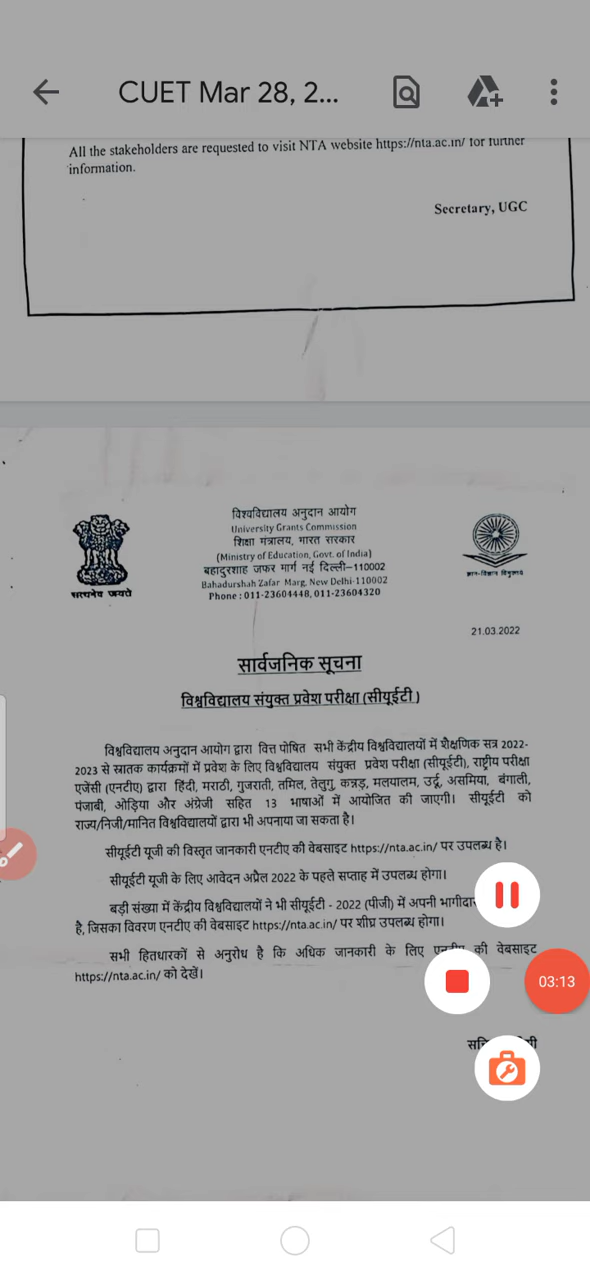 CUET Mar 28, 2...
All the stakeholders are requested to visit NTA website https://nta.ac.in/ for further
information.
Secretary, UGC
विश्वविद्यालय अनुदान आयोग
University Grants Commission
शिक्षा मंत्रालय, भारत सरकार
(Ministry of Education, Govt. of India)
बहादुरशाह जफर मार्ग नई दिल्ली–110002
Bahadurshah Zafar Marg, New Delhi-110002
Phone : 011-23604448, 011-23604320
सत्यमेव जयते
ज्ञान-विज्ञान विमुक्तये
21.03.2022
सार्वजनिक सूचना
विश्वविद्यालय संयुक्त प्रवेश परीक्षा (सीयूईटी )
विश्वविद्यालय अनुदान आयोग द्वारा वित्त पोषित सभी केंद्रीय विश्वविद्यालयों में शैक्षणिक सत्र 2022-
2023 से स्नातक कार्यक्रमों में प्रवेश के लिए विश्वविद्यालय संयुक्त प्रवेश परीक्षा (सीयूईटी), राष्ट्रीय परीक्षा
एजेंसी (एनटीए) द्वारा हिंदी, मराठी, गुजराती, तमिल, तेलुगु, कन्नड़, मलयालम, उर्दू, असमिया, बंगाली,
पंजाबी, ओड़िया और अंग्रेजी सहित 13 भाषाओं में आयोजित की जाएगी। सीयूईटी को
राज्य/निजी/मानित विश्वविद्यालयों द्वारा भी अपनाया जा सकता है।
सीयूईटी यूजी की विस्तृत जानकारी एनटीए की वेबसाइट https://nta.ac.in/ पर उपलब्ध है।
सीयूईटी यूजी के लिए आवेदन अप्रैल 2022 के पहले सप्ताह में उपलब्ध होगा।
बड़ी संख्या में केंद्रीय विश्वविद्यालयों ने भी सीयूईटी - 2022 (पीजी) में अपनी
है, जिसका विवरण एनटीए की वेबसाइट https://nta.ac.in/ पर शीघ्र उपलब्ध होगा।
सभी हितधारकों से अनुरोध है कि अधिक जानकारी के लिए की वेबसाइट
https://nta.ac.in/ को देखें।
03:13